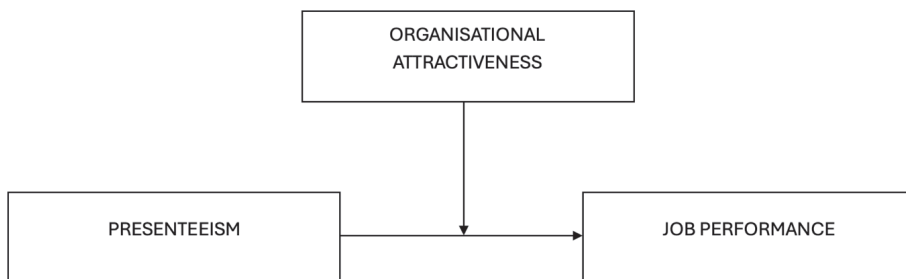 ORGANISATIONAL
ATTRACTIVENESS
PRESENTEEISM
JOB PERFORMANCE